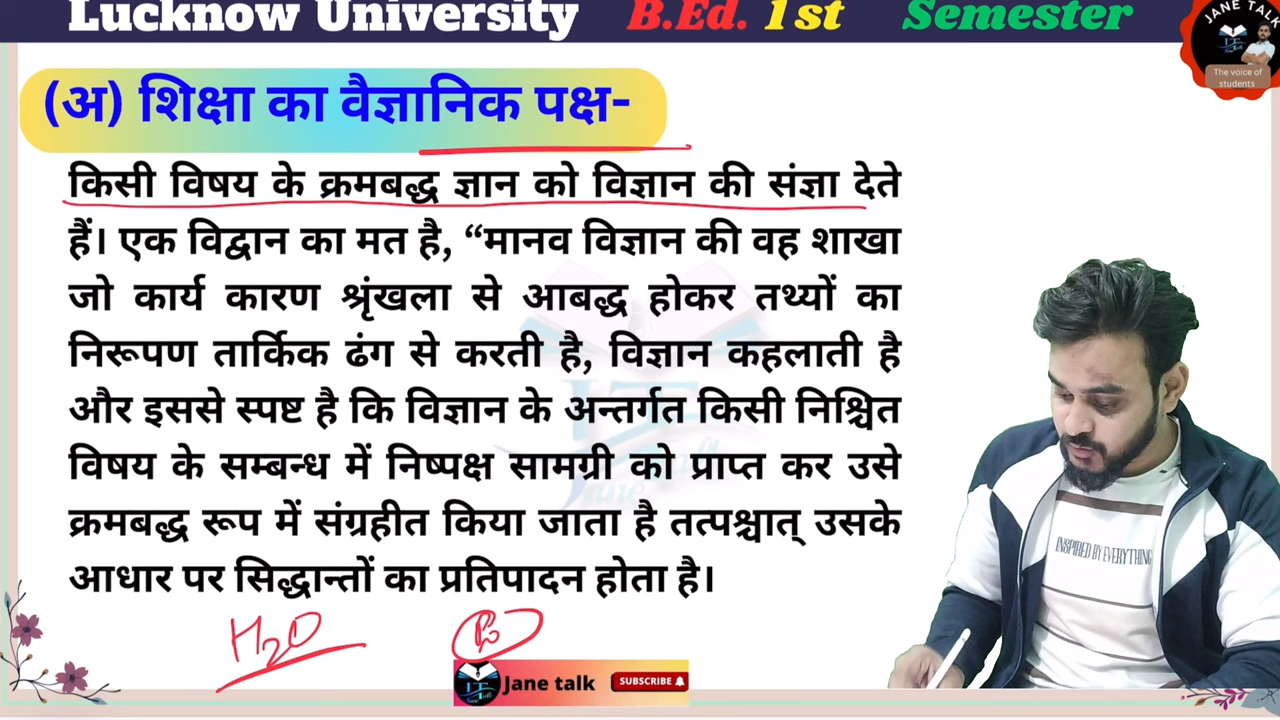 Lucknow University B.Ed. 1st Semester
JANE TALK
The voice of
students
(अ) शिक्षा का वैज्ञानिक पक्ष-
किसी विषय के क्रमबद्ध ज्ञान को विज्ञान की संज्ञा देते
हैं। एक विद्वान का मत है, “मानव विज्ञान की वह शाखा
जो कार्य कारण श्रृंखला से आबद्ध होकर तथ्यों का
निरूपण तार्किक ढंग से करती है, विज्ञान कहलाती है
और इससे स्पष्ट है कि विज्ञान के अन्तर्गत किसी निश्चित
विषय के सम्बन्ध में निष्पक्ष सामग्री को प्राप्त कर उसे
क्रमबद्ध रूप में संग्रहीत किया जाता है तत्पश्चात् उसके
आधार पर सिद्धान्तों का प्रतिपादन होता है।
INSPIRED BY EVERYTHING
H2O
Jane talk SUBSCRIBE